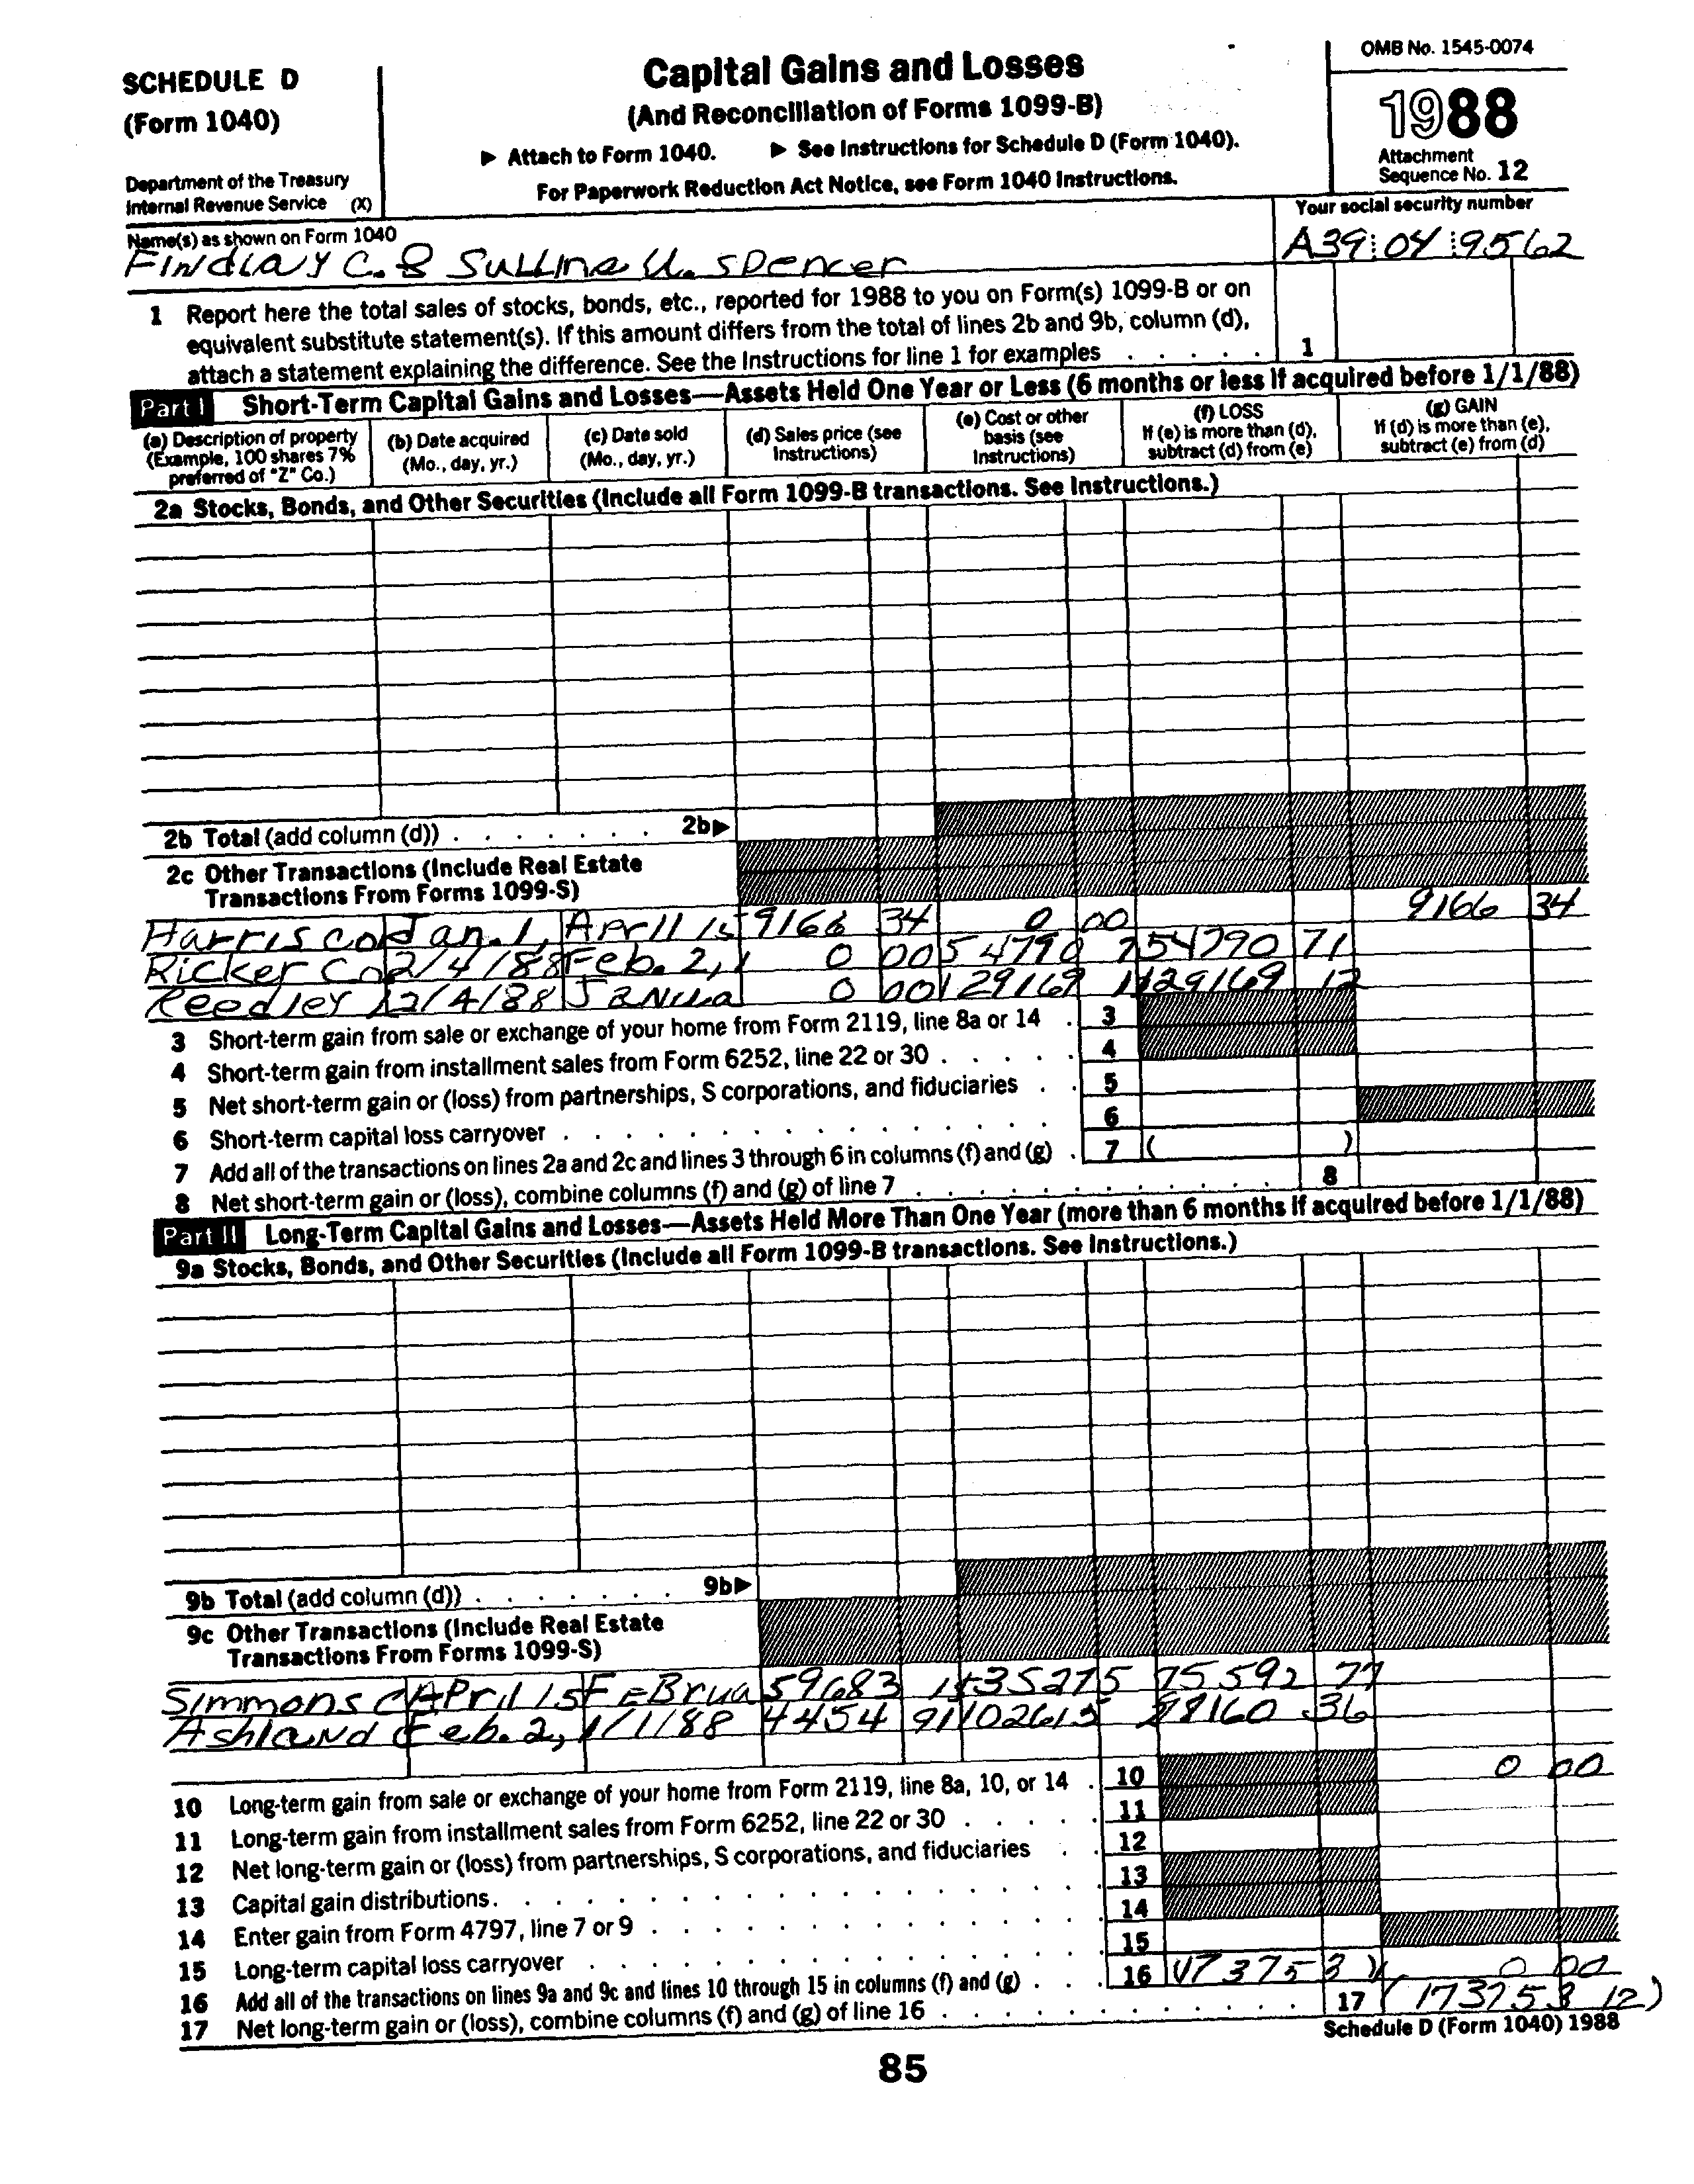 SCHEDULE D
(Form 1040)
Department of the Treasury
Internal Revenue Service (X)
Capital Gains and Losses
(And Reconciliation of Forms 1099-B)
▶ Attach to Form 1040. ▶ See Instructions for Schedule D (Form 1040).
For Paperwork Reduction Act Notice, see Form 1040 Instructions.
OMB No. 1545-0074
1988
Attachment
Sequence No. 12
Name(s) as shown on Form 1040
Your social security number
Findlay C. & Sullina U. Spencer
A39 04 9562
1 Report here the total sales of stocks, bonds, etc., reported for 1988 to you on Form(s) 1099-B or on
equivalent substitute statement(s). If this amount differs from the total of lines 2b and 9b, column (d),
attach a statement explaining the difference. See the Instructions for line 1 for examples . . . . . 1
Part I Short-Term Capital Gains and Losses—Assets Held One Year or Less (6 months or less if acquired before 1/1/88)
(a) Description of property
(Example, 100 shares 7%
preferred of "Z" Co.)
(b) Date acquired
(Mo., day, yr.)
(c) Date sold
(Mo., day, yr.)
(d) Sales price (see
Instructions)
(e) Cost or other
basis (see
Instructions)
(f) LOSS
If (e) is more than (d),
subtract (d) from (e)
(g) GAIN
If (d) is more than (e),
subtract (e) from (d)
2a Stocks, Bonds, and Other Securities (Include all Form 1099-B transactions. See Instructions.)
2b Total (add column (d)) . . . . . . . 2b▶
2c Other Transactions (Include Real Estate
Transactions From Forms 1099-S)
Harris Co Jan. 1, April 15 9166 34 0 00 9166 34
Ricker Co 2/4/88 Feb. 2, 1 0 00 54790 7 54790 71
Reedley 12/4/88 Janua 0 00 129169 1 129169 12
3 Short-term gain from sale or exchange of your home from Form 2119, line 8a or 14 . 3
4 Short-term gain from installment sales from Form 6252, line 22 or 30 . . . . . 4
5 Net short-term gain or (loss) from partnerships, S corporations, and fiduciaries . . 5
6 Short-term capital loss carryover . . . . . . . . . . . . . . . 6
7 Add all of the transactions on lines 2a and 2c and lines 3 through 6 in columns (f) and (g) . 7 ( )
8 Net short-term gain or (loss), combine columns (f) and (g) of line 7 . . . . . . . . . . . . 8
Part II Long-Term Capital Gains and Losses—Assets Held More Than One Year (more than 6 months if acquired before 1/1/88)
9a Stocks, Bonds, and Other Securities (Include all Form 1099-B transactions. See Instructions.)
9b Total (add column (d)) . . . . . . . 9b▶
9c Other Transactions (Include Real Estate
Transactions From Forms 1099-S)
Simmons C April 15 Februa 59683 1 135275 75592 77
Ashland C Feb. 2, 1/1/88 4454 91 102615 98160 36
10 Long-term gain from sale or exchange of your home from Form 2119, line 8a, 10, or 14 . 10 0 00
11 Long-term gain from installment sales from Form 6252, line 22 or 30 . . . . . 11
12 Net long-term gain or (loss) from partnerships, S corporations, and fiduciaries . . 12
13 Capital gain distributions. . . . . . . . . . . . . . . . . 13
14 Enter gain from Form 4797, line 7 or 9 . . . . . . . . . . . . . 14
15 Long-term capital loss carryover . . . . . . . . . . . . . . . 15
16 Add all of the transactions on lines 9a and 9c and lines 10 through 15 in columns (f) and (g) . . . 16 (173753 ) 0 00
17 Net long-term gain or (loss), combine columns (f) and (g) of line 16 . . . . . . . . . . . . 17 (173753 12)
Schedule D (Form 1040) 1988
85